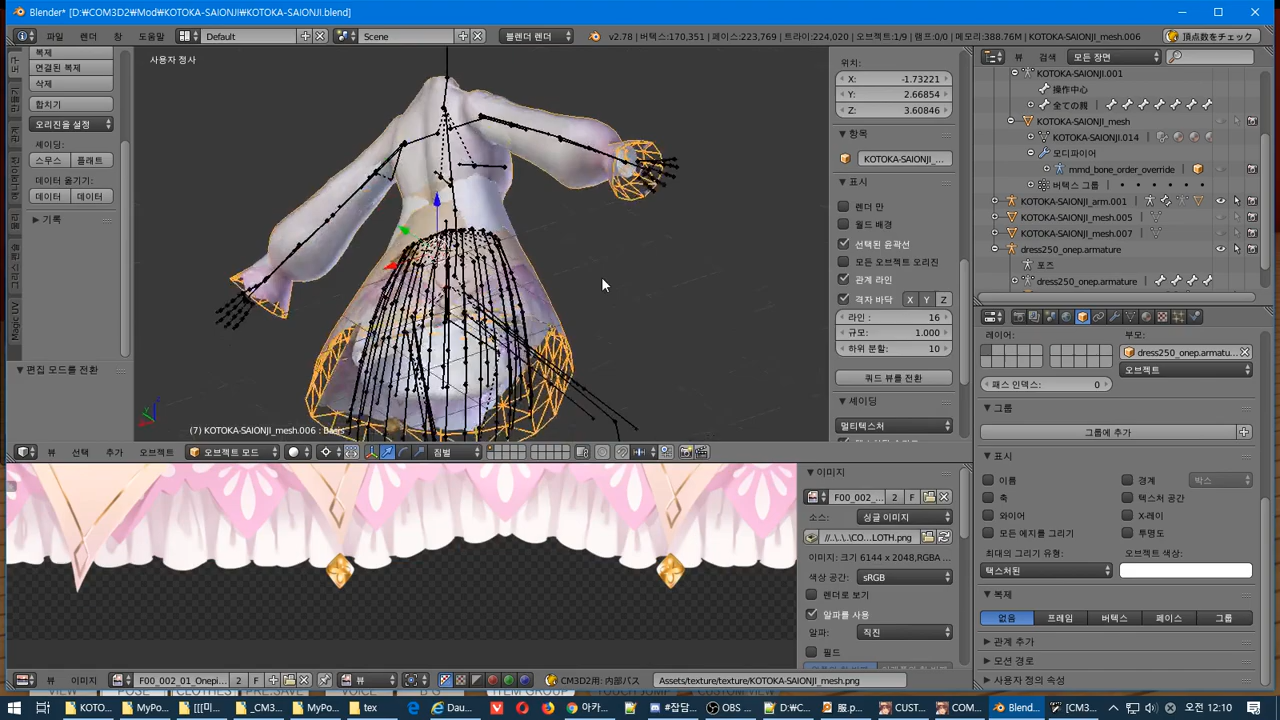 Blender* [D:₩COM3D2₩Mod₩KOTOKA-SAIONJI₩KOTOKA-SAIONJI.blend]
파일 렌더 창 도움말 Default Scene 블렌더 렌더 v2.78 | 버텍스:170,351 | 페이스:223,769 | 트라이:224,020 | 오브젝트:1/9 | 램프:0/0 | 메모리:388.76M | KOTOKA-SAIONJI_mesh.006 頂点数をチェック
복제
연결된 복제
삭제
합치기
오리진을 설정
셰이딩:
스무스 플래트
데이터 옮기기:
데이터 데이터
기록
편집 모드를 전환
Magic UV
사용자 정사
(7) KOTOKA-SAIONJI_mesh.006 : Basis
위치:
X: -1.73221
Y: 2.66854
Z: 3.60846
항목
KOTOKA-SAIONJI_...
표시
렌더 만
월드 배경
선택된 윤곽선
모든 오브젝트 오리진
관계 라인
격자 바닥 X Y Z
라인 : 16
규모: 1.000
하위 분할: 10
쿼드 뷰를 전환
셰이딩
멀티텍스처
뷰 검색 모든 장면
KOTOKA-SAIONJI.001
操作中心
全ての親
KOTOKA-SAIONJI_mesh
KOTOKA-SAIONJI.014
모디파이어
mmd_bone_order_override
버텍스 그룹
KOTOKA-SAIONJI_arm.001
KOTOKA-SAIONJI_mesh.005
KOTOKA-SAIONJI_mesh.007
dress250_onep.armature
포즈
dress250_onep.armature
레이어: 부모:
dress250_onep.armatu...
오브젝트
패스 인덱스: 0
그룹
그룹에 추가
표시
이름 경계 박스
축 텍스처 공간
와이어 X-레이
모든 에지를 그리기 투명도
최대의 그리기 유형: 오브젝트 색상:
텍스처된
복제
없음 프레임 버텍스 페이스 그룹
관계 추가
모션 경로
사용자 정의 속성
뷰 선택 추가 오브젝트 오브젝트 모드 짐벌
이미지
F00_002_... 2 F
소스: 싱글 이미지
//..\..\..\CO...LOTH.png
이미지: 크기 6144 x 2048,RGBA ...
색상 공간: sRGB
렌더로 보기
알파를 사용
알파: 직진
필드
뷰 이미지 F00_002_01_Onepi... 2 F 뷰 CM3D2用: 内部パス Assets/texture/texture/KOTOKA-SAIONJI_mesh.png
KOTO... MyPo... [[[미... _CM3... MyPo... tex Dau... 아카... #잡담... OBS ... D:₩C... 服.p... CUST... COM... Blend... [CM3... 오전 12:10